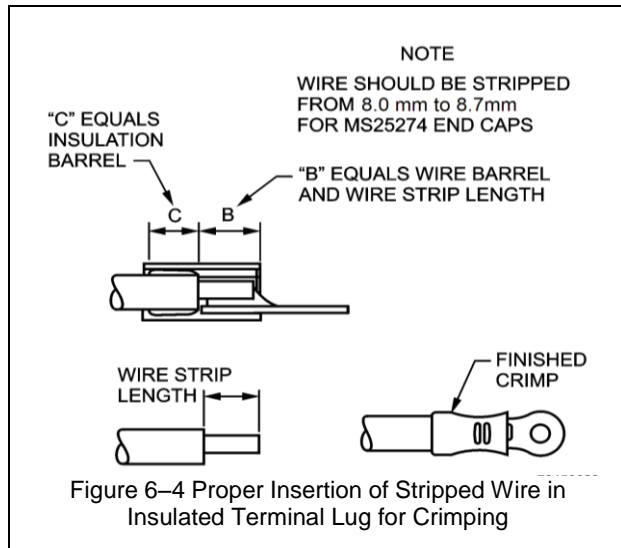 NOTE
WIRE SHOULD BE STRIPPED
FROM 8.0 mm to 8.7mm
FOR MS25274 END CAPS
“C” EQUALS
INSULATION
BARREL
“B” EQUALS WIRE BARREL
AND WIRE STRIP LENGTH
C
B
WIRE STRIP
LENGTH
FINISHED
CRIMP
Figure 6–4 Proper Insertion of Stripped Wire in
Insulated Terminal Lug for Crimping